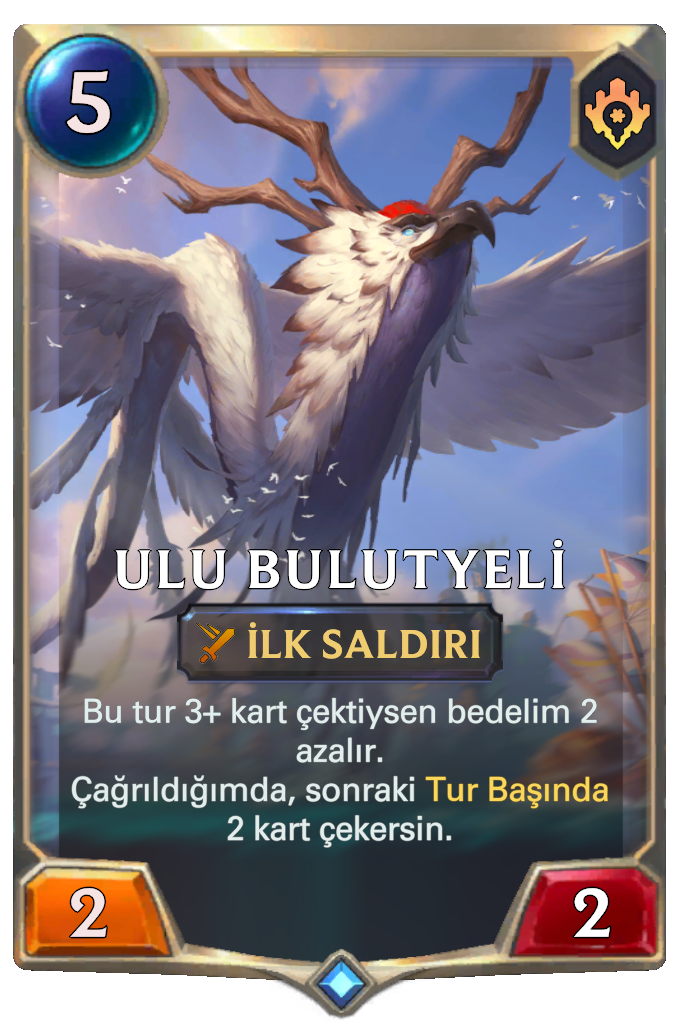 5
ULU BULUTYELİ
İLK SALDIRI
Bu tur 3+ kart çektiysen bedelim 2
azalır.
Çağrıldığımda, sonraki Tur Başında
2 kart çekersin.
2
2